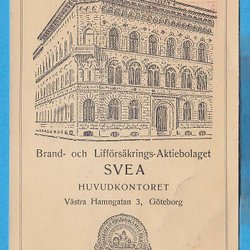 Brand- och Lifförsäkrings-Aktiebolaget
SVEA
HUVUDKONTORET
Västra Hamngatan 3, Göteborg